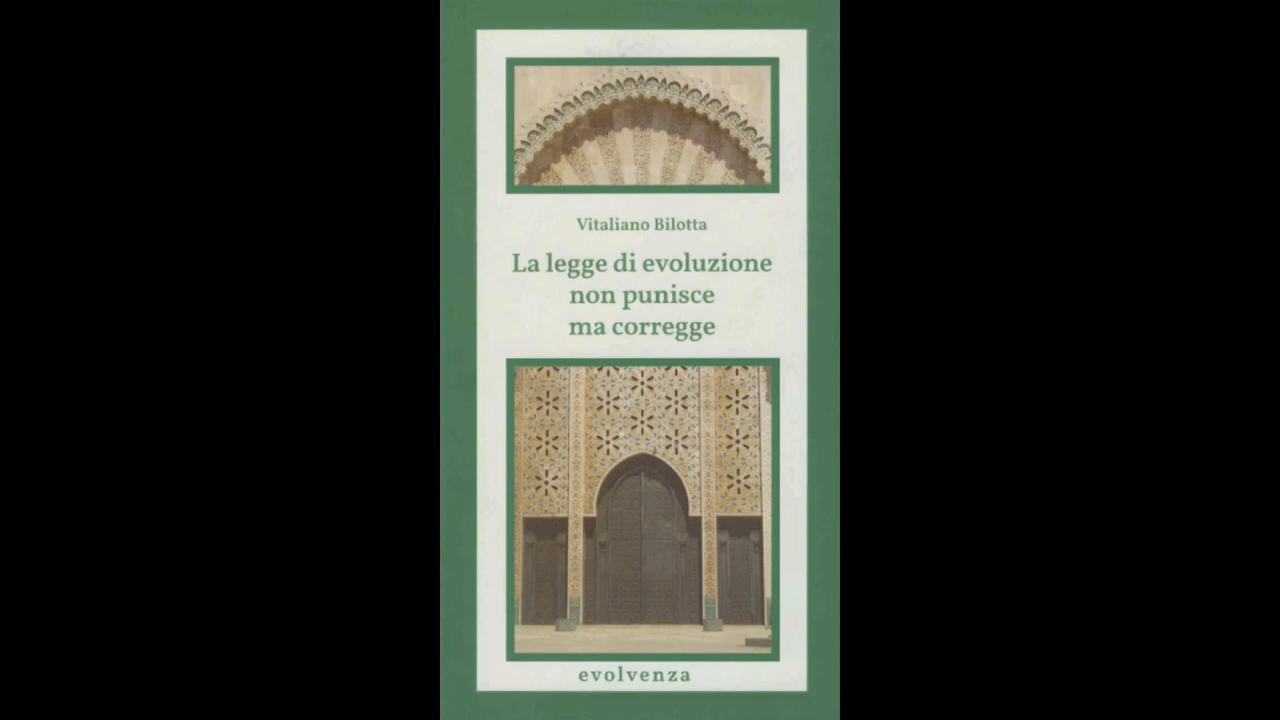 Vitaliano Bilotta
La legge di evoluzione
non punisce
ma corregge
evolvenza